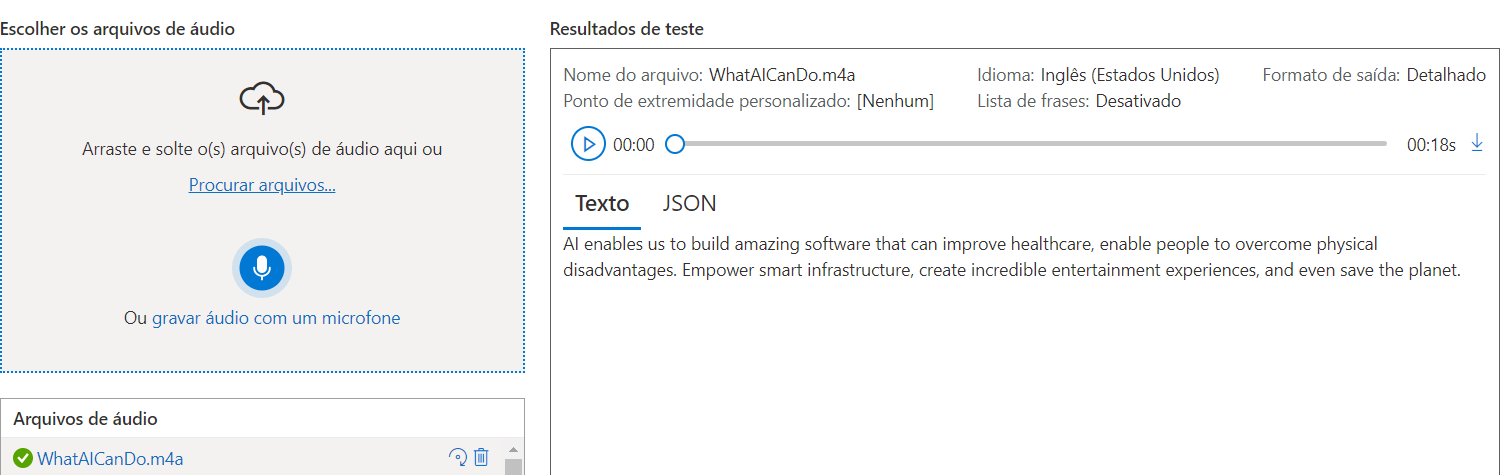 Escolher os arquivos de áudio
Arraste e solte o(s) arquivo(s) de áudio aqui ou
Procurar arquivos...
Ou gravar áudio com um microfone
Arquivos de áudio
WhatAICanDo.m4a
Resultados de teste
Nome do arquivo: WhatAICanDo.m4a Idioma: Inglês (Estados Unidos) Formato de saída: Detalhado
Ponto de extremidade personalizado: [Nenhum] Lista de frases: Desativado
00:00 00:18s
Texto JSON
AI enables us to build amazing software that can improve healthcare, enable people to overcome physical
disadvantages. Empower smart infrastructure, create incredible entertainment experiences, and even save the planet.